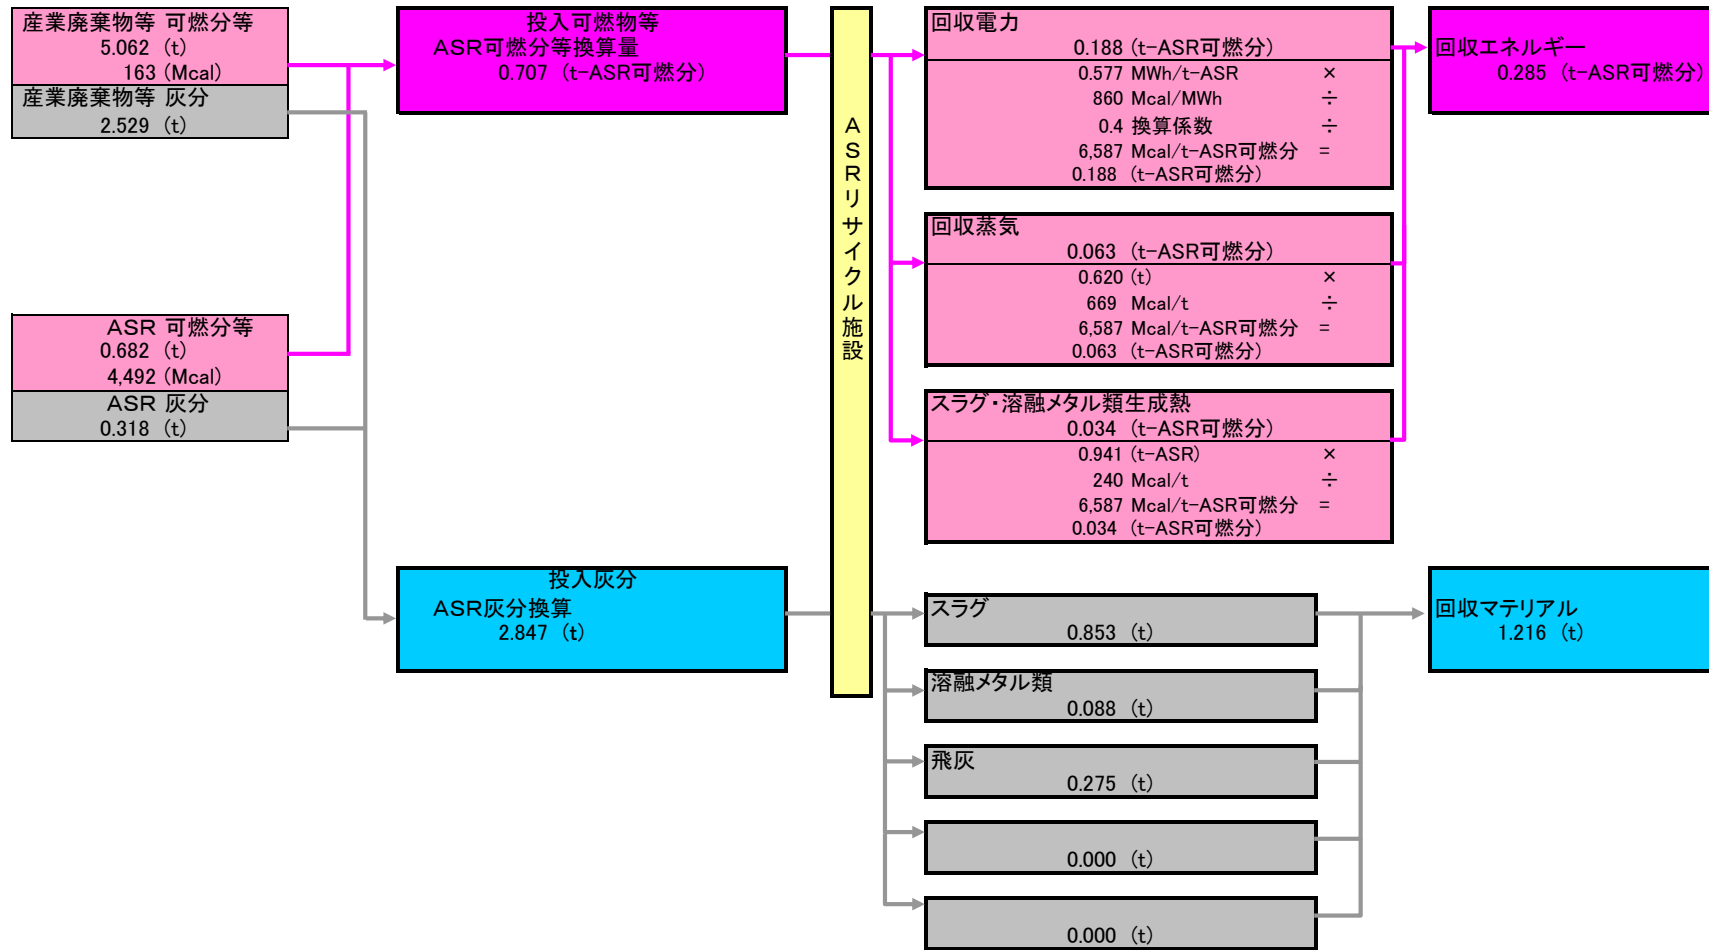 産業廃棄物等 可燃分等
5.062 (t)
163 (Mcal)
産業廃棄物等 灰分
2.529 (t)
ASR 可燃分等
0.682 (t)
4,492 (Mcal)
ASR 灰分
0.318 (t)
投入可燃物等
ASR可燃分等換算量
0.707 (t-ASR可燃分)
投入灰分
ASR灰分換算
2.847 (t)
ASRリサイクル施設
回収電力
0.188 (t-ASR可燃分)
0.577 MWh/t-ASR ×
860 Mcal/MWh ÷
0.4 換算係数 ÷
6,587 Mcal/t-ASR可燃分 =
0.188 (t-ASR可燃分)
回収蒸気
0.063 (t-ASR可燃分)
0.620 (t) ×
669 Mcal/t ÷
6,587 Mcal/t-ASR可燃分 =
0.063 (t-ASR可燃分)
スラグ・溶融メタル類生成熱
0.034 (t-ASR可燃分)
0.941 (t-ASR) ×
240 Mcal/t ÷
6,587 Mcal/t-ASR可燃分 =
0.034 (t-ASR可燃分)
スラグ
0.853 (t)
溶融メタル類
0.088 (t)
飛灰
0.275 (t)
0.000 (t)
0.000 (t)
回収エネルギー
0.285 (t-ASR可燃分)
回収マテリアル
1.216 (t)